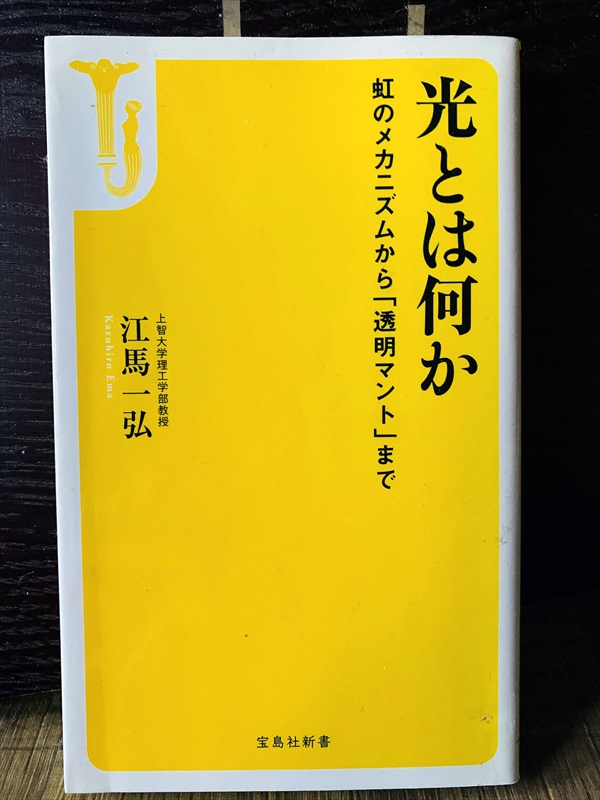 光とは何か
虹のメカニズムから「透明マント」まで
上智大学理工学部教授
江馬一弘
Kazuhiro Ema
宝島社新書